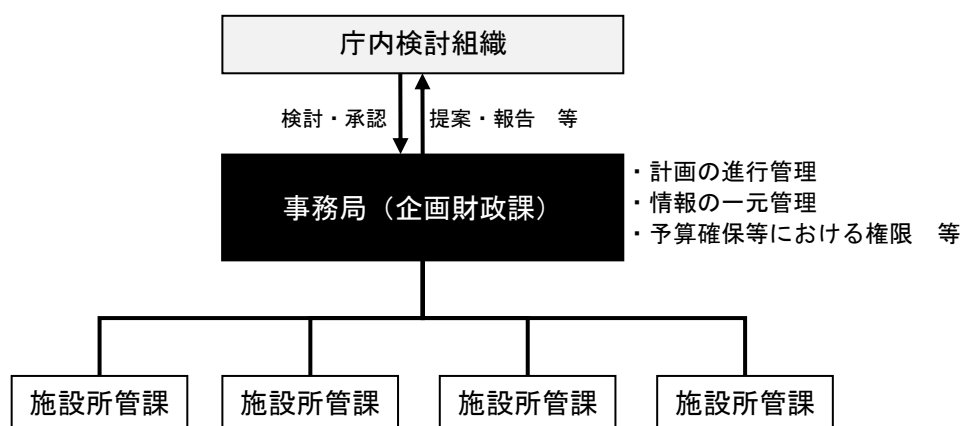 庁内検討組織
検討・承認
提案・報告　等
事務局（企画財政課）
・計画の進行管理
・情報の一元管理
・予算確保等における権限　等
施設所管課
施設所管課
施設所管課
施設所管課